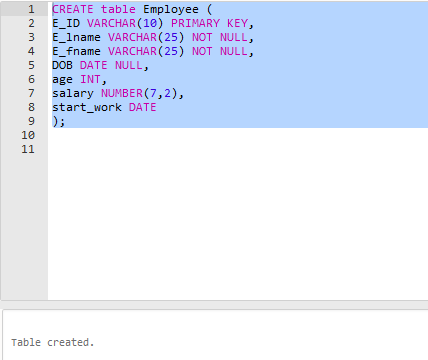 1 CREATE table Employee (
2 E_ID VARCHAR(10) PRIMARY KEY,
3 E_lname VARCHAR(25) NOT NULL,
4 E_fname VARCHAR(25) NOT NULL,
5 DOB DATE NULL,
6 age INT,
7 salary NUMBER(7,2),
8 start_work DATE
9 );
10
11
Table created.